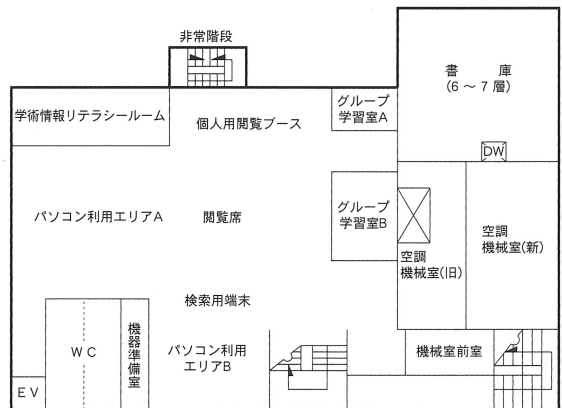 非常階段
書 庫
(6 ～ 7 層)
学術情報リテラシールーム
個人用閲覧ブース
グループ
学習室A
DW
パソコン利用エリアA
閲覧席
グループ
学習室B
空調
機械室(新)
空調
機械室(旧)
検索用端末
WC
機器準備室
パソコン利用
エリアB
機械室前室
EV